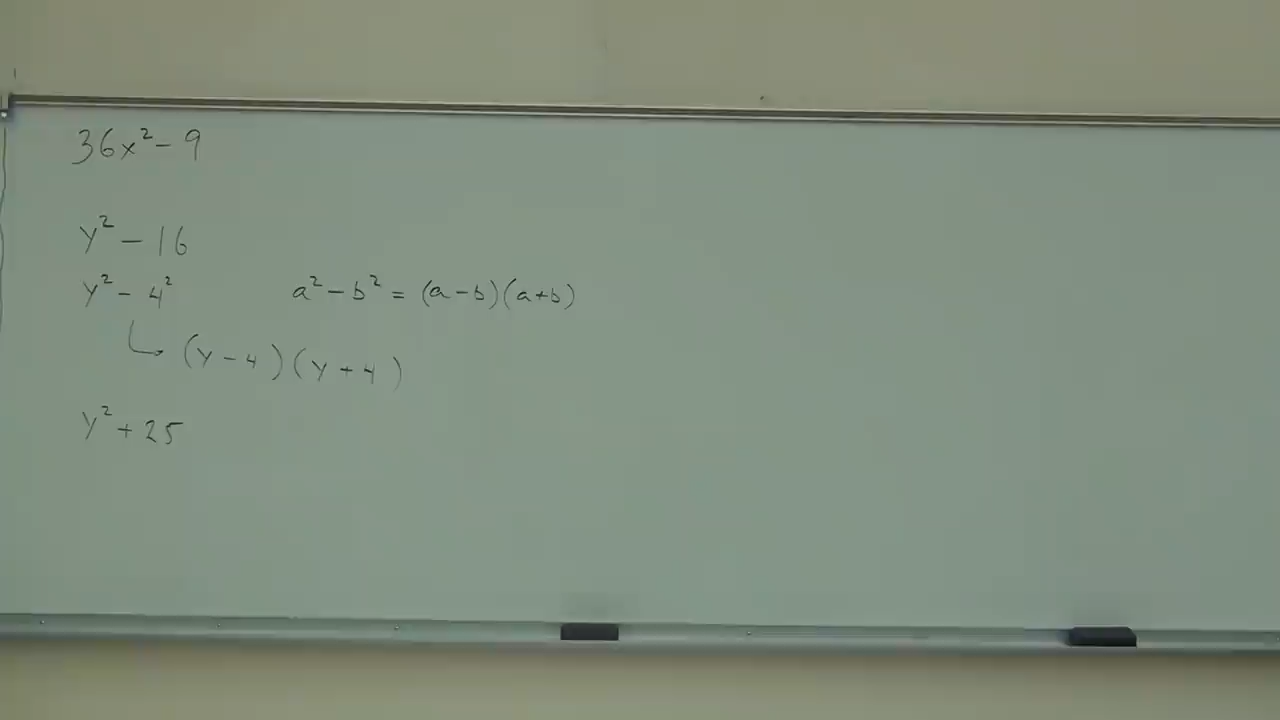 36x² - 9
y² - 16
y² - 4²
a² - b² = (a - b)(a + b)
↳ (y - 4)(y + 4)
y² + 25